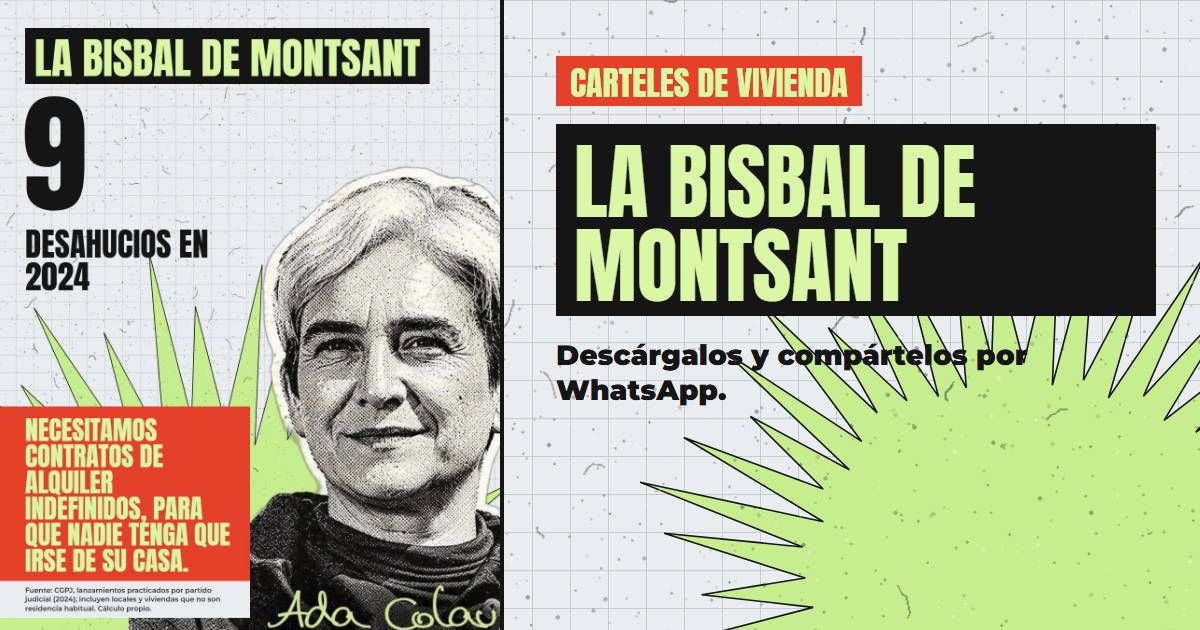 LA BISBAL DE MONTSANT
9
DESAHUCIOS EN
2024
NECESITAMOS
CONTRATOS DE
ALQUILER
INDEFINIDOS, PARA
QUE NADIE TENGA QUE
IRSE DE SU CASA.
Fuente: CGPJ, lanzamientos practicados por partido
judicial (2024); incluyen locales y viviendas que no son
residencia habitual. Cálculo propio.
Ada Colau
CARTELES DE VIVIENDA
LA BISBAL DE
MONTSANT
Descárgalos y compártelos por
WhatsApp.